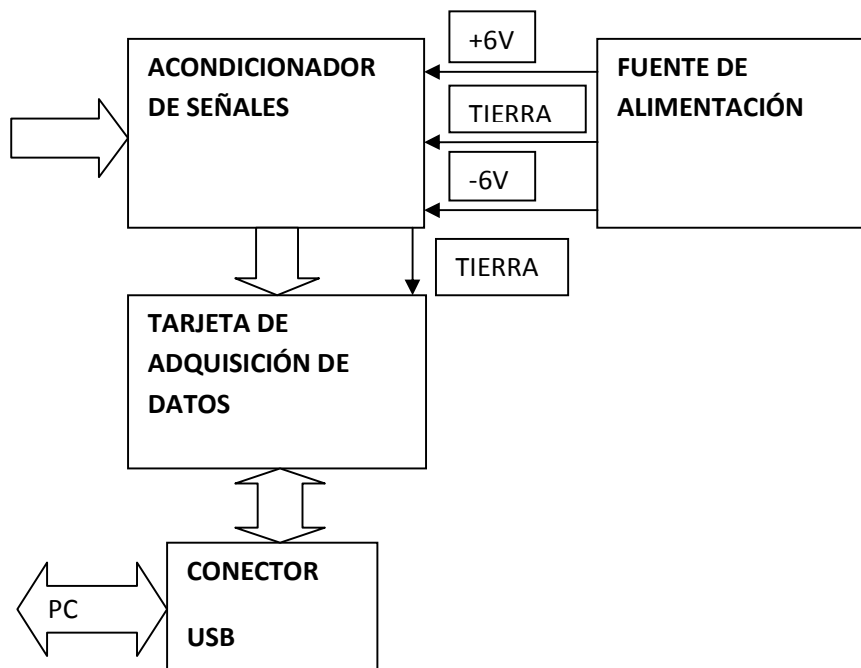 ACONDICIONADOR
DE SEÑALES
+6V
TIERRA
-6V
FUENTE DE
ALIMENTACIÓN
TIERRA
TARJETA DE
ADQUISICIÓN DE
DATOS
PC
CONECTOR
USB